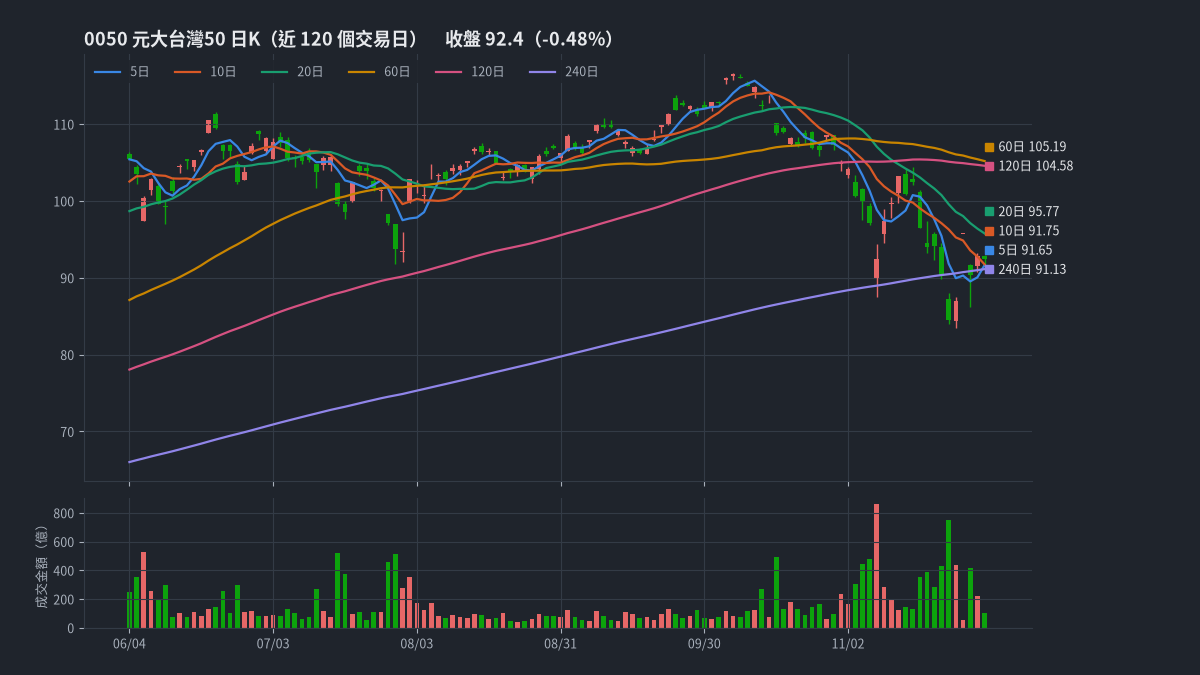 0050 元大台灣50 日K（近 120 個交易日） 收盤 92.4（-0.48%）
5日 10日 20日 60日 120日 240日
110
100
90
80
70
60日 105.19
120日 104.58
20日 95.77
10日 91.75
5日 91.65
240日 91.13
成交金額（億）
800
600
400
200
0
06/04 07/03 08/03 08/31 09/30 11/02